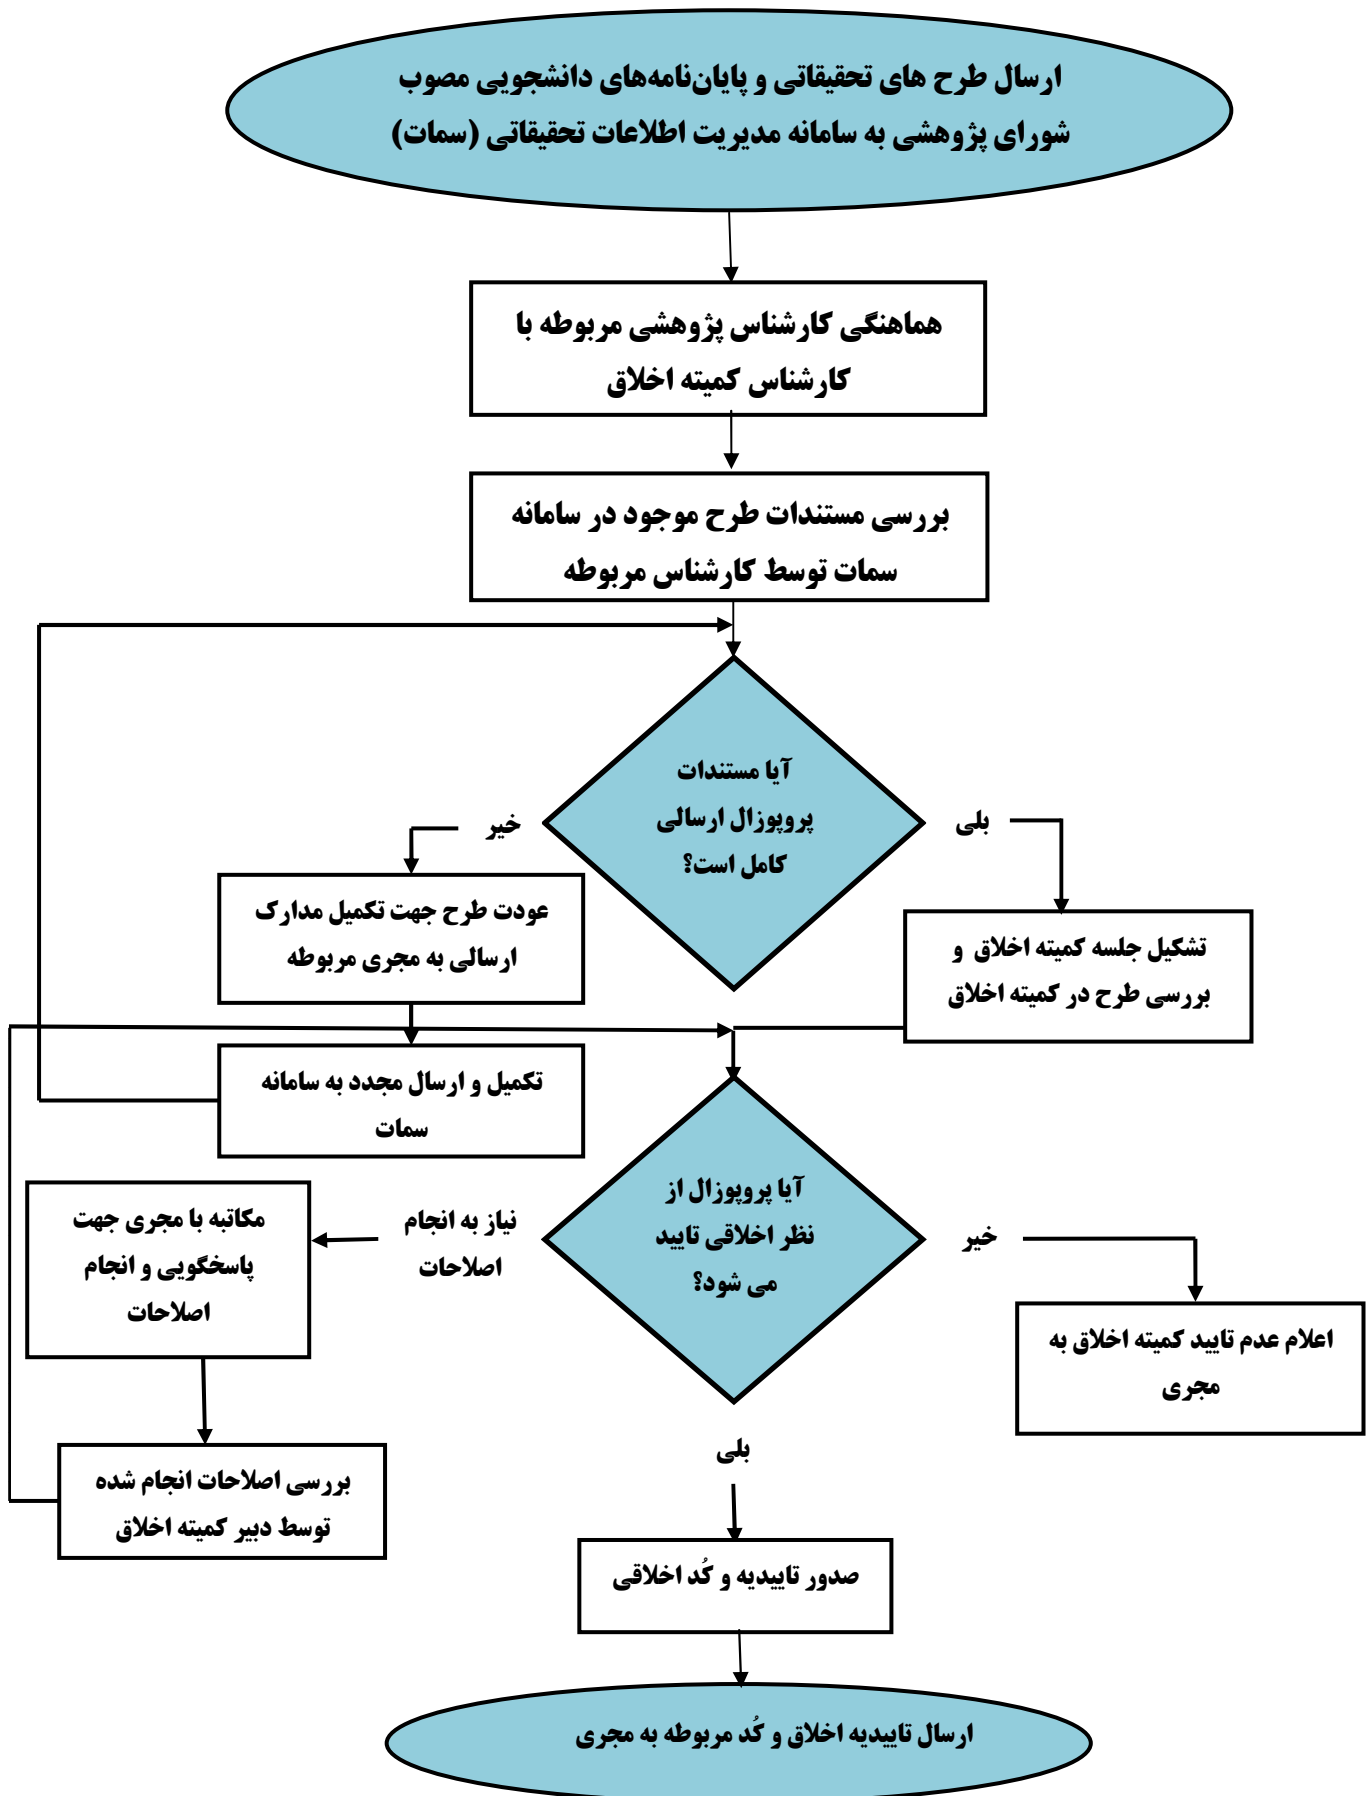 ارسال طرح های تحقیقاتی و پایان‌نامه‌های دانشجویی مصوب
شورای پژوهشی به سامانه مدیریت اطلاعات تحقیقاتی (سمات)
هماهنگی کارشناس پژوهشی مربوطه با
کارشناس کمیته اخلاق
بررسی مستندات طرح موجود در سامانه
سمات توسط کارشناس مربوطه
آیا مستندات
پروپوزال ارسالی
کامل است؟
بلی
خیر
تشکیل جلسه کمیته اخلاق و
بررسی طرح در کمیته اخلاق
عودت طرح جهت تکمیل مدارک
ارسالی به مجری مربوطه
تکمیل و ارسال مجدد به سامانه
سمات
آیا پروپوزال از
نظر اخلاقی تایید
می شود؟
خیر
نیاز به انجام
اصلاحات
مکاتبه با مجری جهت
پاسخگویی و انجام
اصلاحات
اعلام عدم تایید کمیته اخلاق به
مجری
بلی
بررسی اصلاحات انجام شده
توسط دبیر کمیته اخلاق
صدور تاییدیه و کُد اخلاقی
ارسال تاییدیه اخلاق و کُد مربوطه به مجری